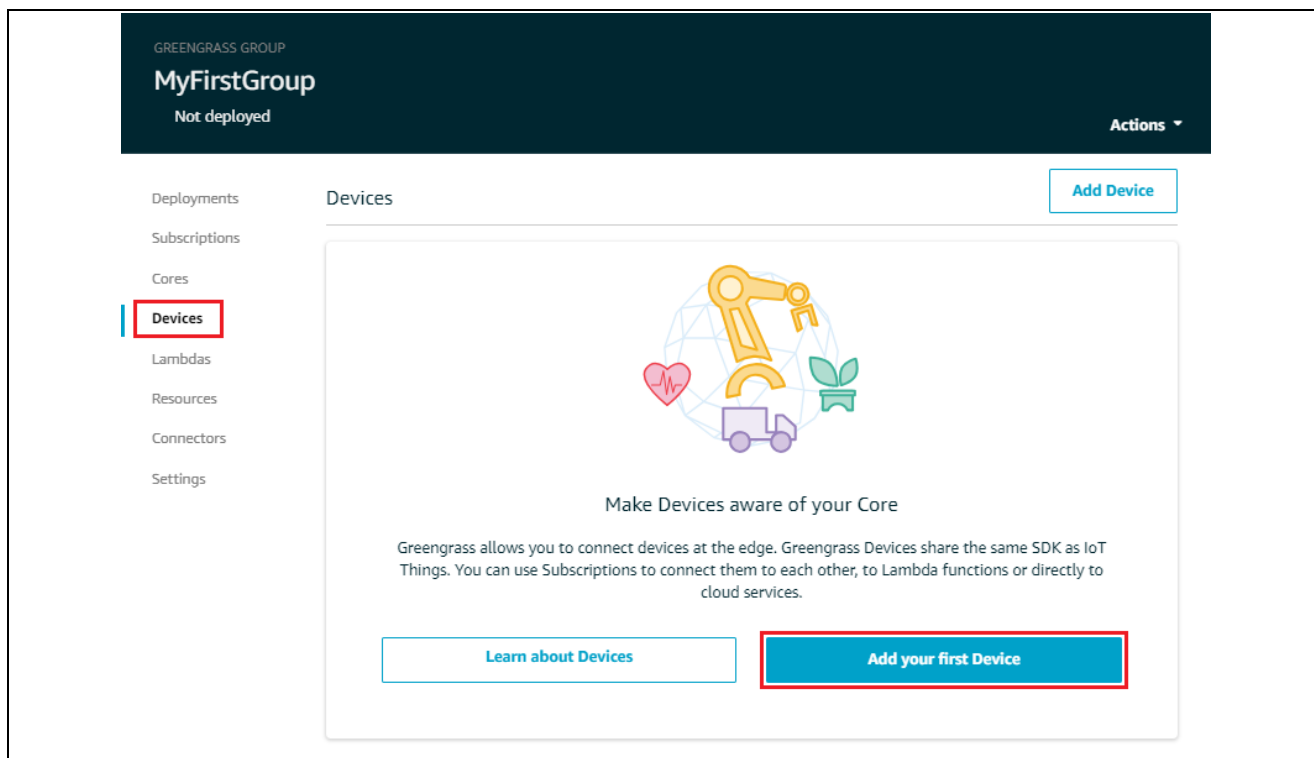 GREENGRASS GROUP
MyFirstGroup
Not deployed
Actions
Deployments
Subscriptions
Cores
Devices
Lambdas
Resources
Connectors
Settings
Devices
Add Device
Make Devices aware of your Core
Greengrass allows you to connect devices at the edge. Greengrass Devices share the same SDK as IoT
Things. You can use Subscriptions to connect them to each other, to Lambda functions or directly to
cloud services.
Learn about Devices
Add your first Device